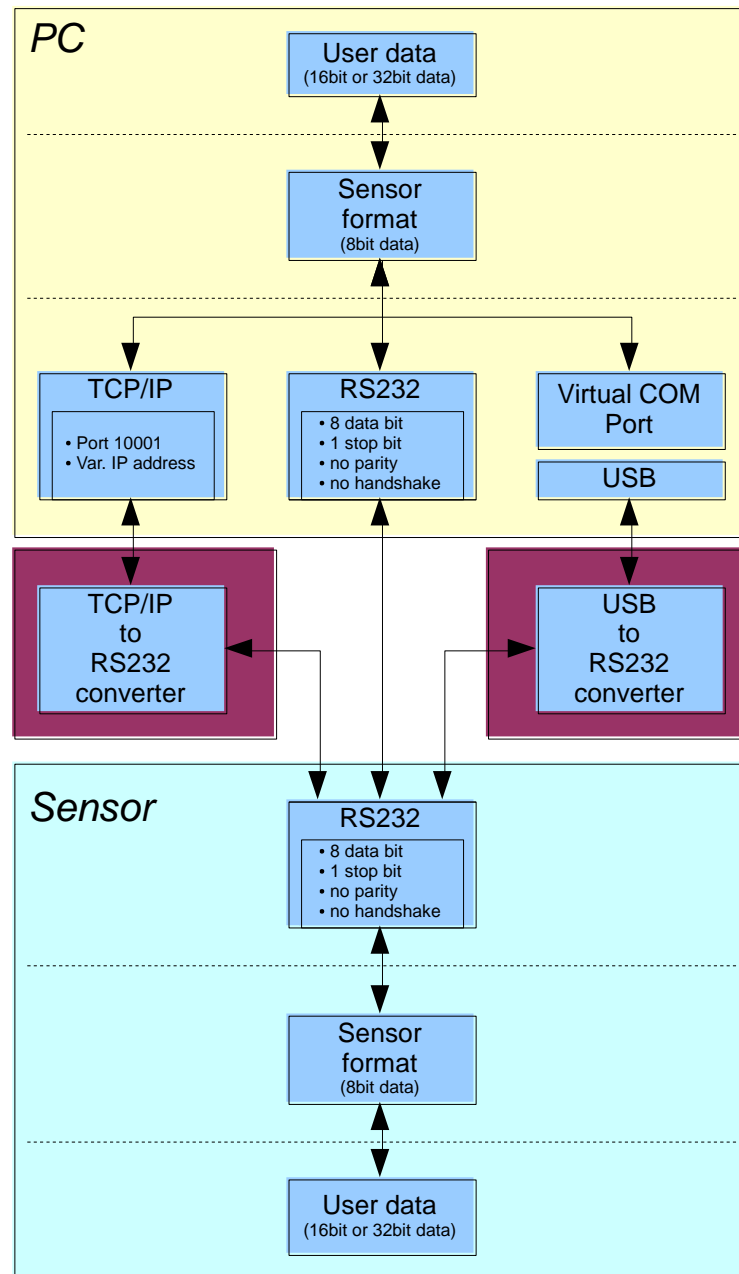 PC
User data
(16bit or 32bit data)
Sensor
format
(8bit data)
TCP/IP
• Port 10001
• Var. IP address
RS232
• 8 data bit
• 1 stop bit
• no parity
• no handshake
Virtual COM
Port
USB
TCP/IP
to
RS232
converter
USB
to
RS232
converter
Sensor
RS232
• 8 data bit
• 1 stop bit
• no parity
• no handshake
Sensor
format
(8bit data)
User data
(16bit or 32bit data)